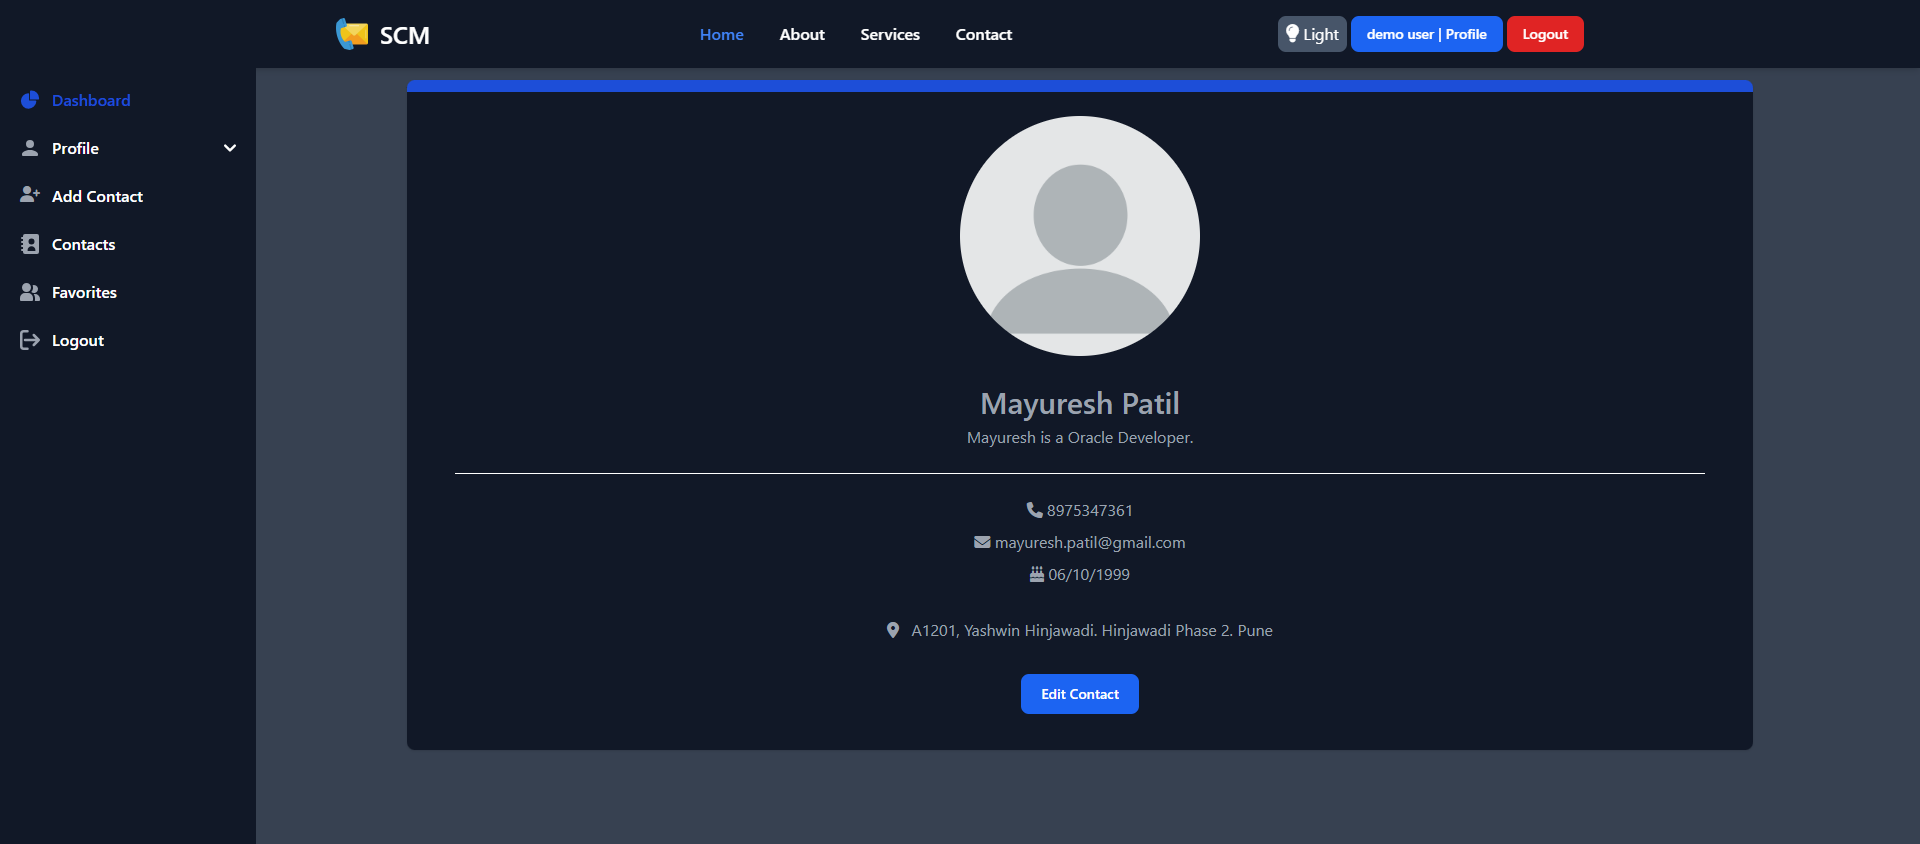 SCM
Home About Services Contact
Light demo user | Profile Logout
Dashboard
Profile
Add Contact
Contacts
Favorites
Logout
Mayuresh Patil
Mayuresh is a Oracle Developer.
8975347361
mayuresh.patil@gmail.com
06/10/1999
A1201, Yashwin Hinjawadi. Hinjawadi Phase 2. Pune
Edit Contact